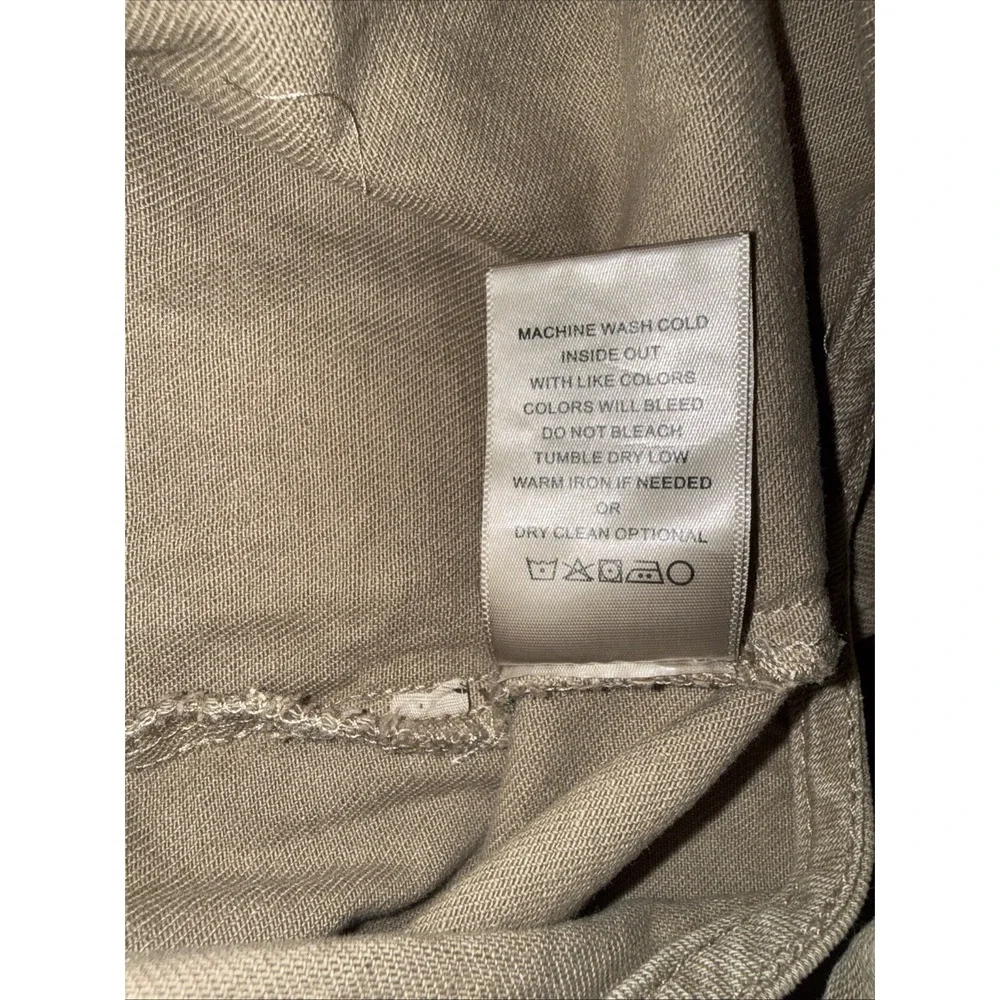 MACHINE WASH COLD
INSIDE OUT
WITH LIKE COLORS
COLORS WILL BLEED
DO NOT BLEACH
TUMBLE DRY LOW
WARM IRON IF NEEDED
OR
DRY CLEAN OPTIONAL